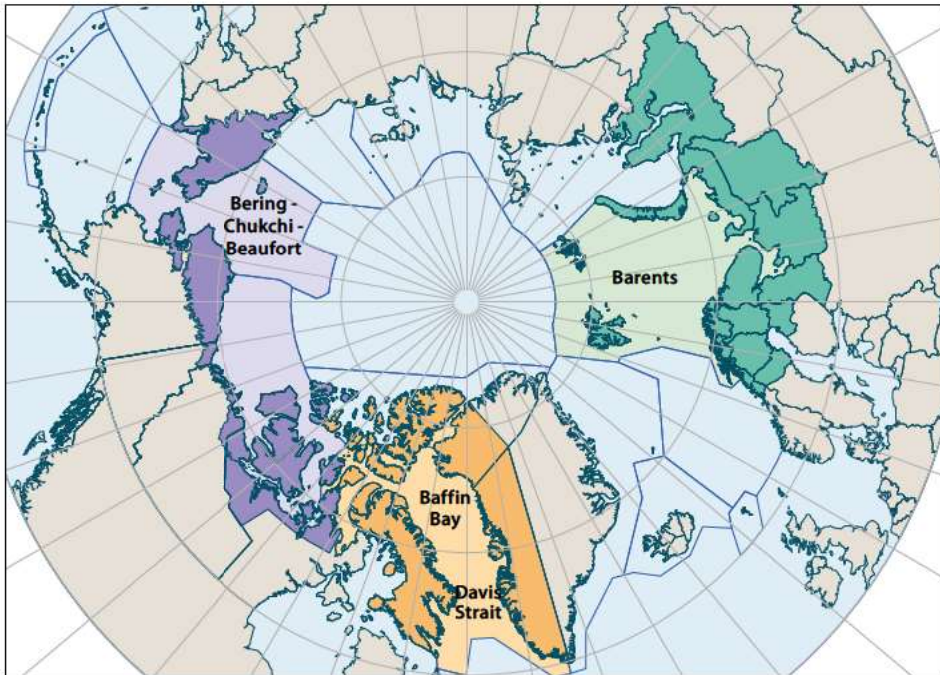 Bering -
Chukchi -
Beaufort
Barents
Baffin
Bay
Davis
Strait